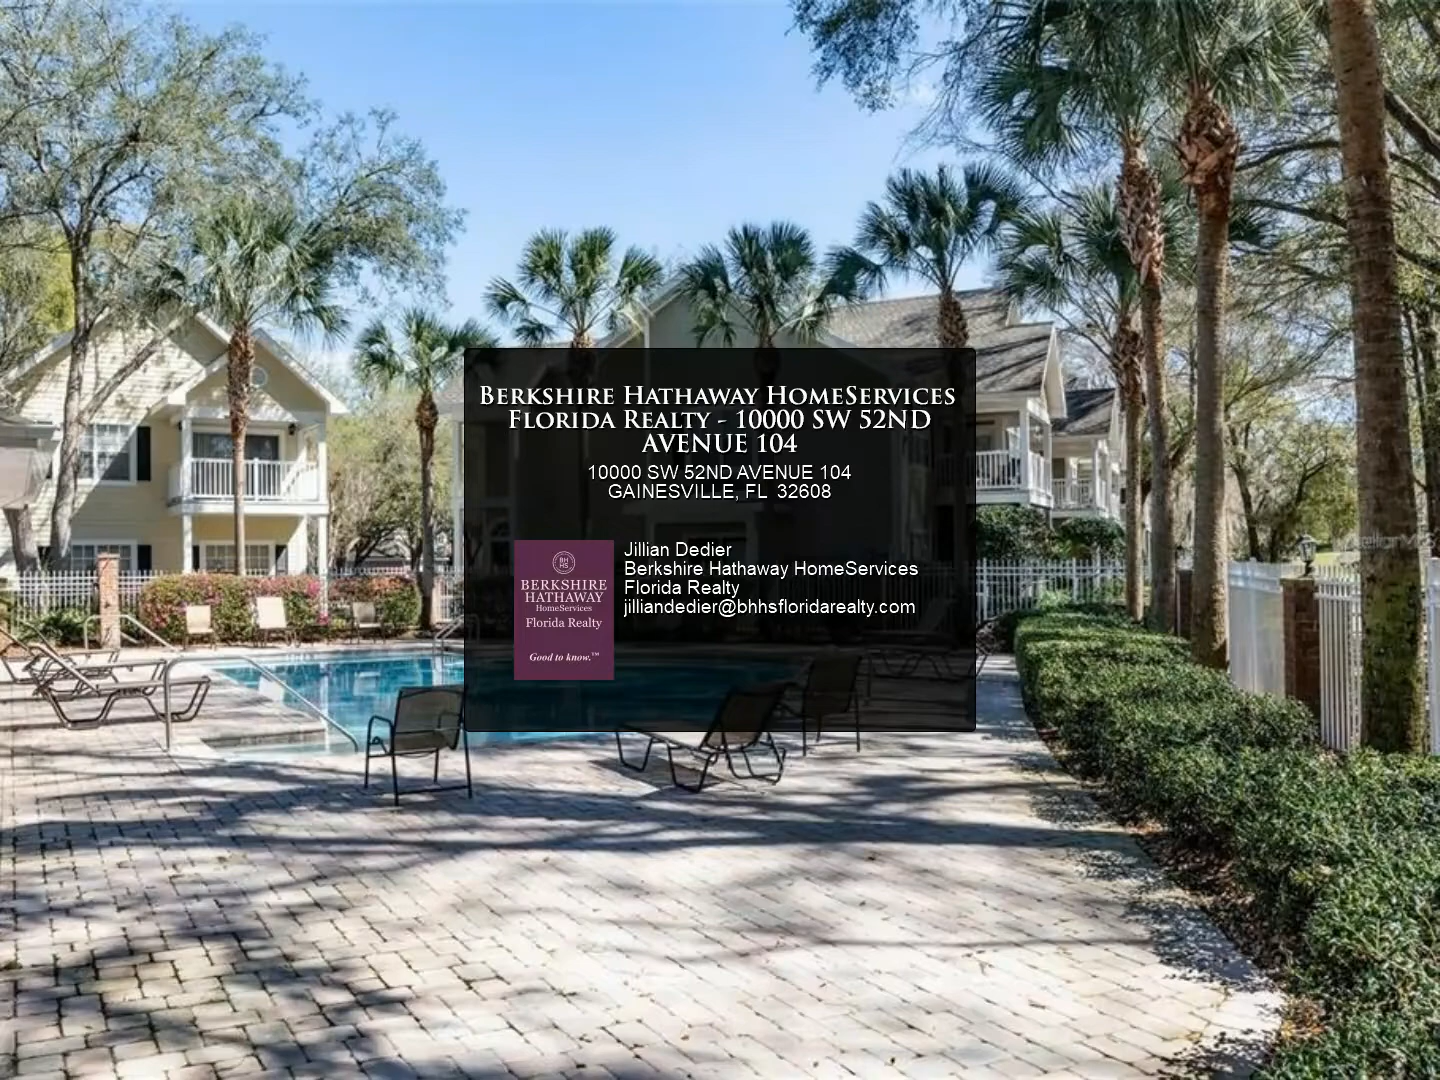 Berkshire Hathaway HomeServices
Florida Realty - 10000 SW 52ND
AVENUE 104
10000 SW 52ND AVENUE 104
GAINESVILLE, FL 32608
BH
HS
BERKSHIRE
HATHAWAY
HomeServices
Florida Realty
Good to know.™
Jillian Dedier
Berkshire Hathaway HomeServices
Florida Realty
jilliandedier@bhhsfloridarealty.com